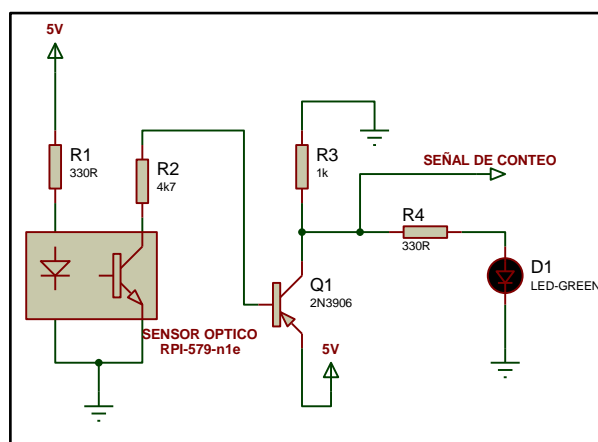 5V
R1
330R
R2
4k7
R3
1k
SEÑAL DE CONTEO
R4
330R
D1
LED-GREEN
Q1
2N3906
SENSOR OPTICO
RPI-579-n1e
5V